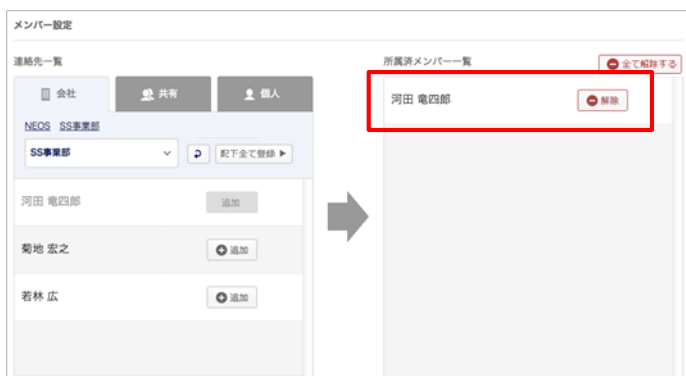 メンバー設定
連絡先一覧
会社
共有
個人
NEOS SS事業部
SS事業部
配下全て登録 ▶
河田 竜四郎
追加
菊地 宏之
追加
若林 広
追加
所属済メンバー一覧
全て解除する
河田 竜四郎
解除